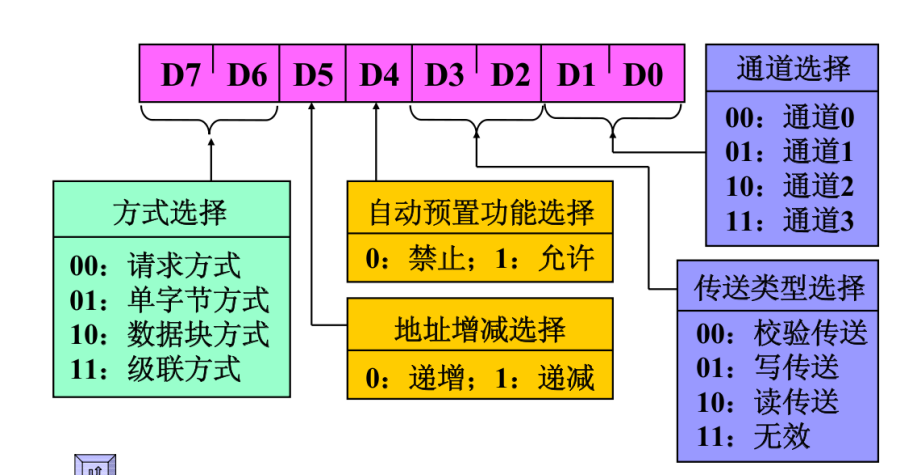 D7 D6 D5 D4 D3 D2 D1 D0
通道选择
00：通道0
01：通道1
10：通道2
11：通道3
方式选择
00：请求方式
01：单字节方式
10：数据块方式
11：级联方式
自动预置功能选择
0：禁止；1：允许
地址增减选择
0：递增；1：递减
传送类型选择
00：校验传送
01：写传送
10：读传送
11：无效